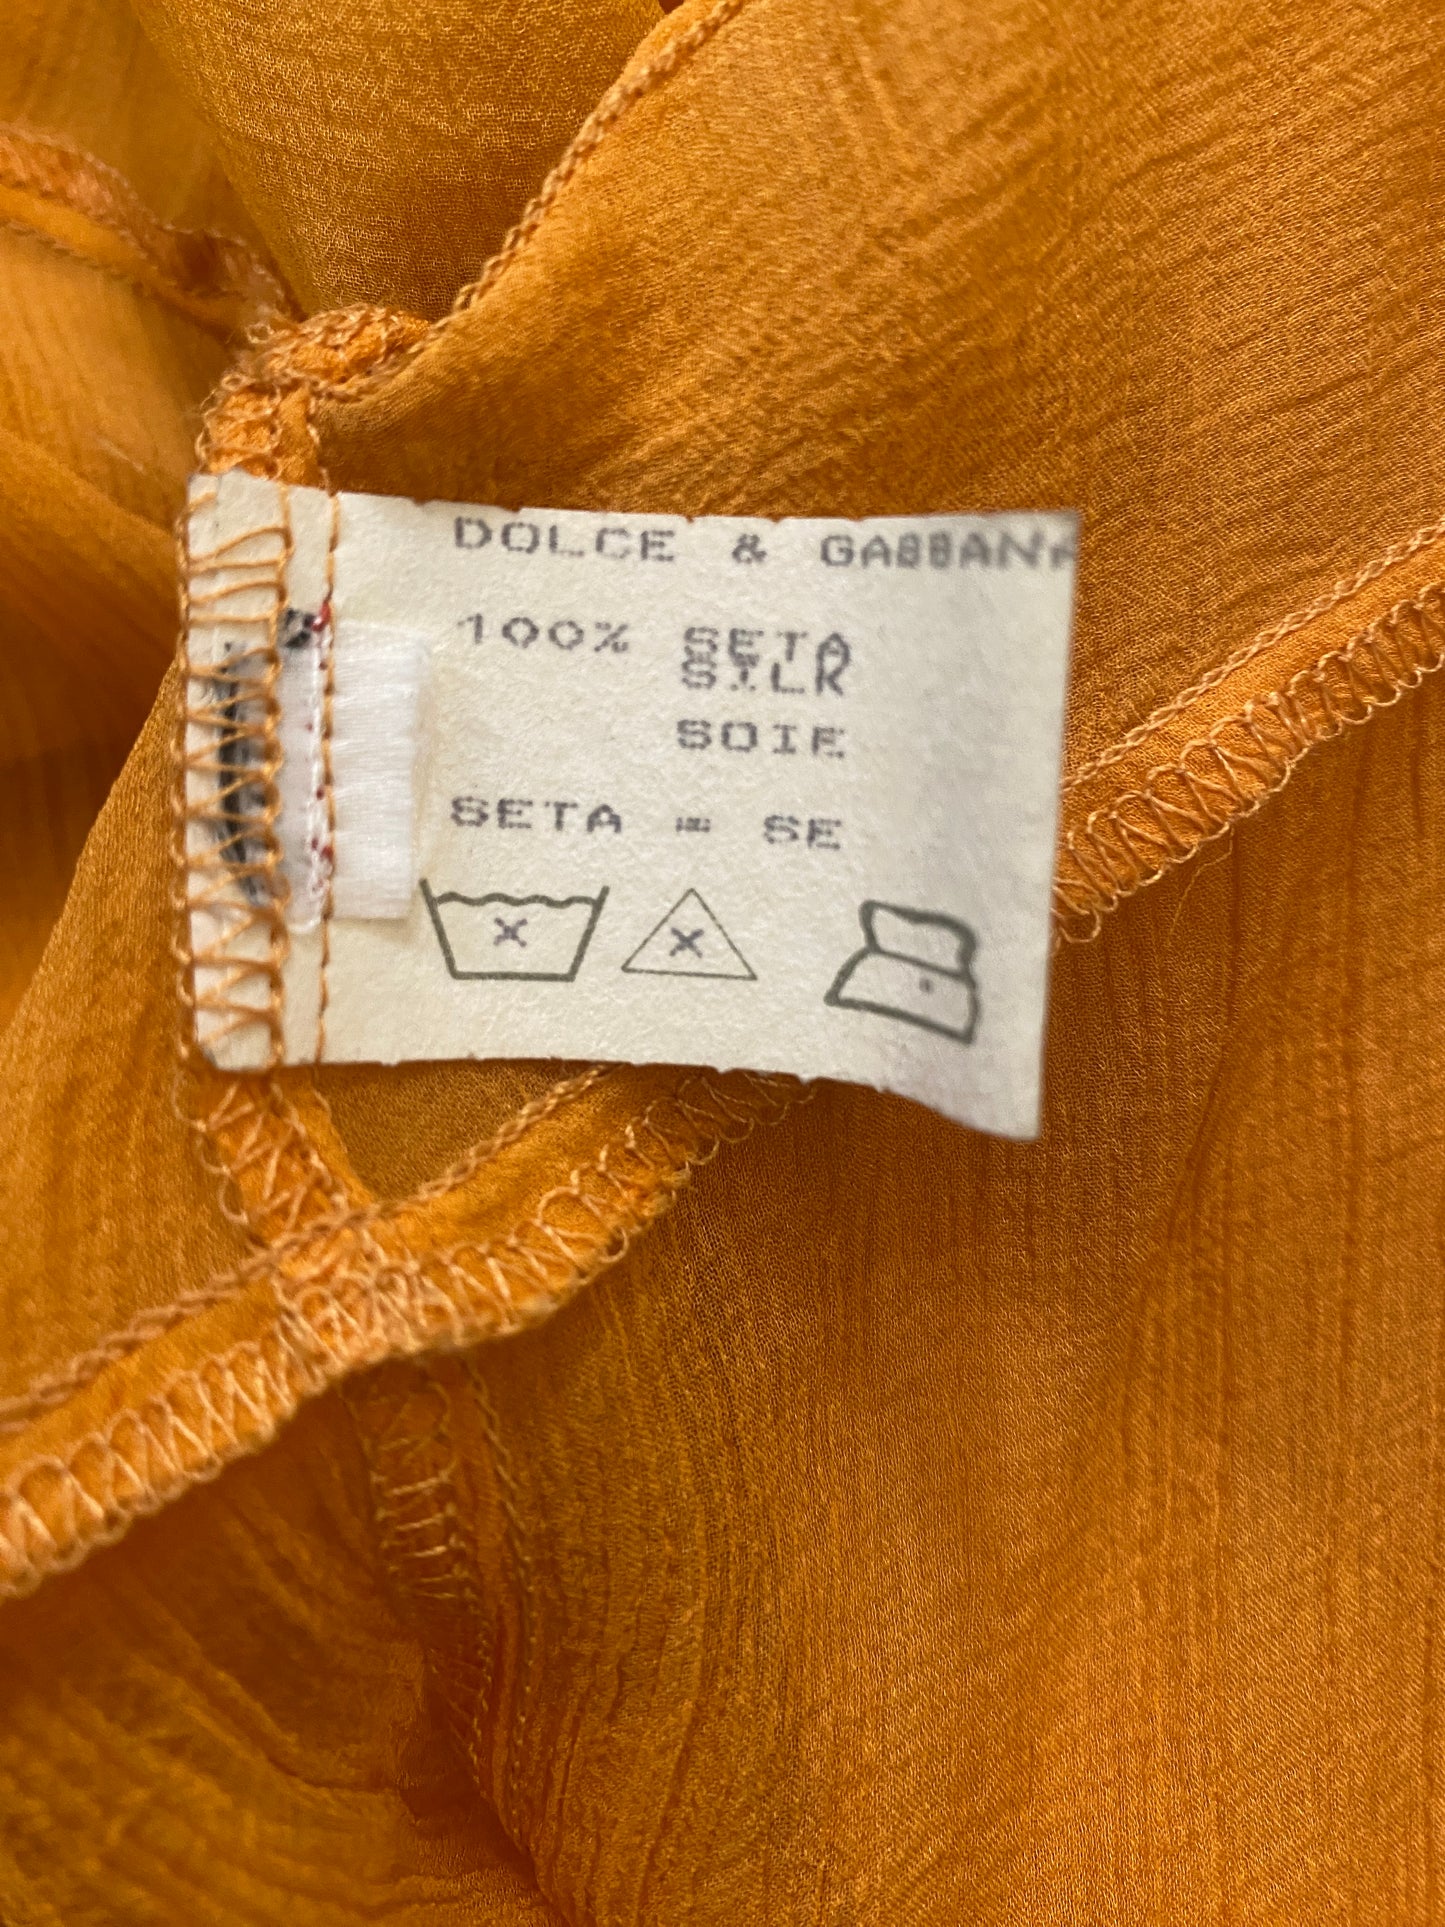 DOLCE & GABBANA
100% SETA
SILK
SOIE
SETA = SE